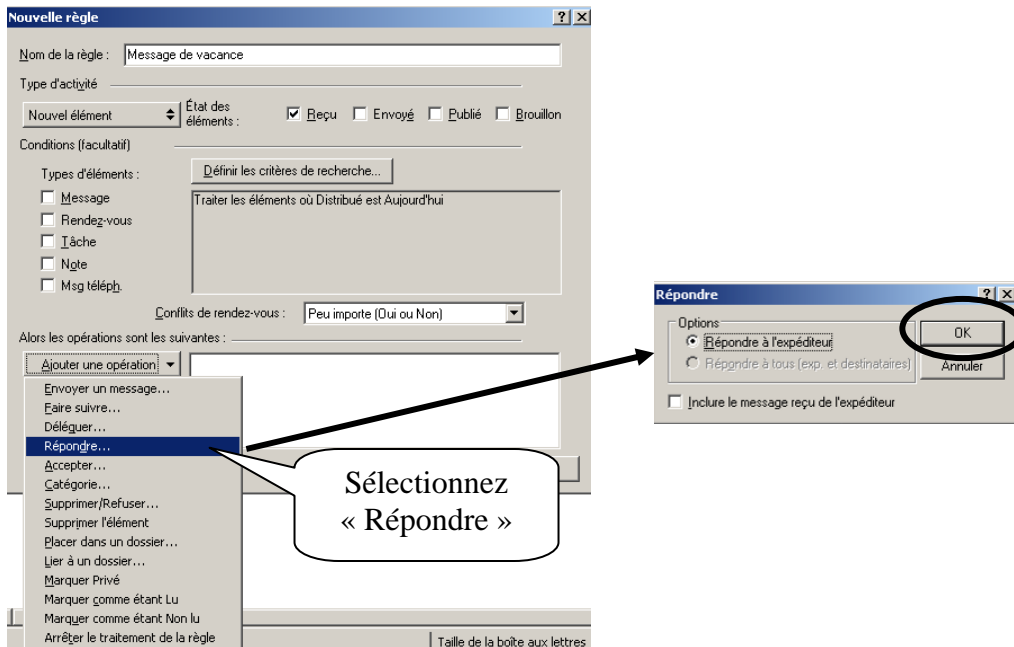 Nouvelle règle
Nom de la règle : Message de vacance
Type d'activité
Nouvel élément
État des
éléments :
Reçu Envoyé Publié Brouillon
Conditions (facultatif)
Types d'éléments :
Définir les critères de recherche...
Message
Rendez-vous
Tâche
Note
Msg téléph.
Traiter les éléments où Distribué est Aujourd'hui
Conflits de rendez-vous : Peu importe (Oui ou Non)
Alors les opérations sont les suivantes :
Ajouter une opération
Envoyer un message...
Faire suivre...
Déléguer...
Répondre...
Accepter...
Catégorie...
Supprimer/Refuser...
Supprimer l'élément
Placer dans un dossier...
Lier à un dossier...
Marquer Privé
Marquer comme étant Lu
Marquer comme étant Non lu
Arrêter le traitement de la règle
Sélectionnez
« Répondre »
Taille de la boîte aux lettres
Répondre
Options
Répondre à l'expéditeur
Répondre à tous (exp. et destinataires)
Inclure le message reçu de l'expéditeur
OK
Annuler